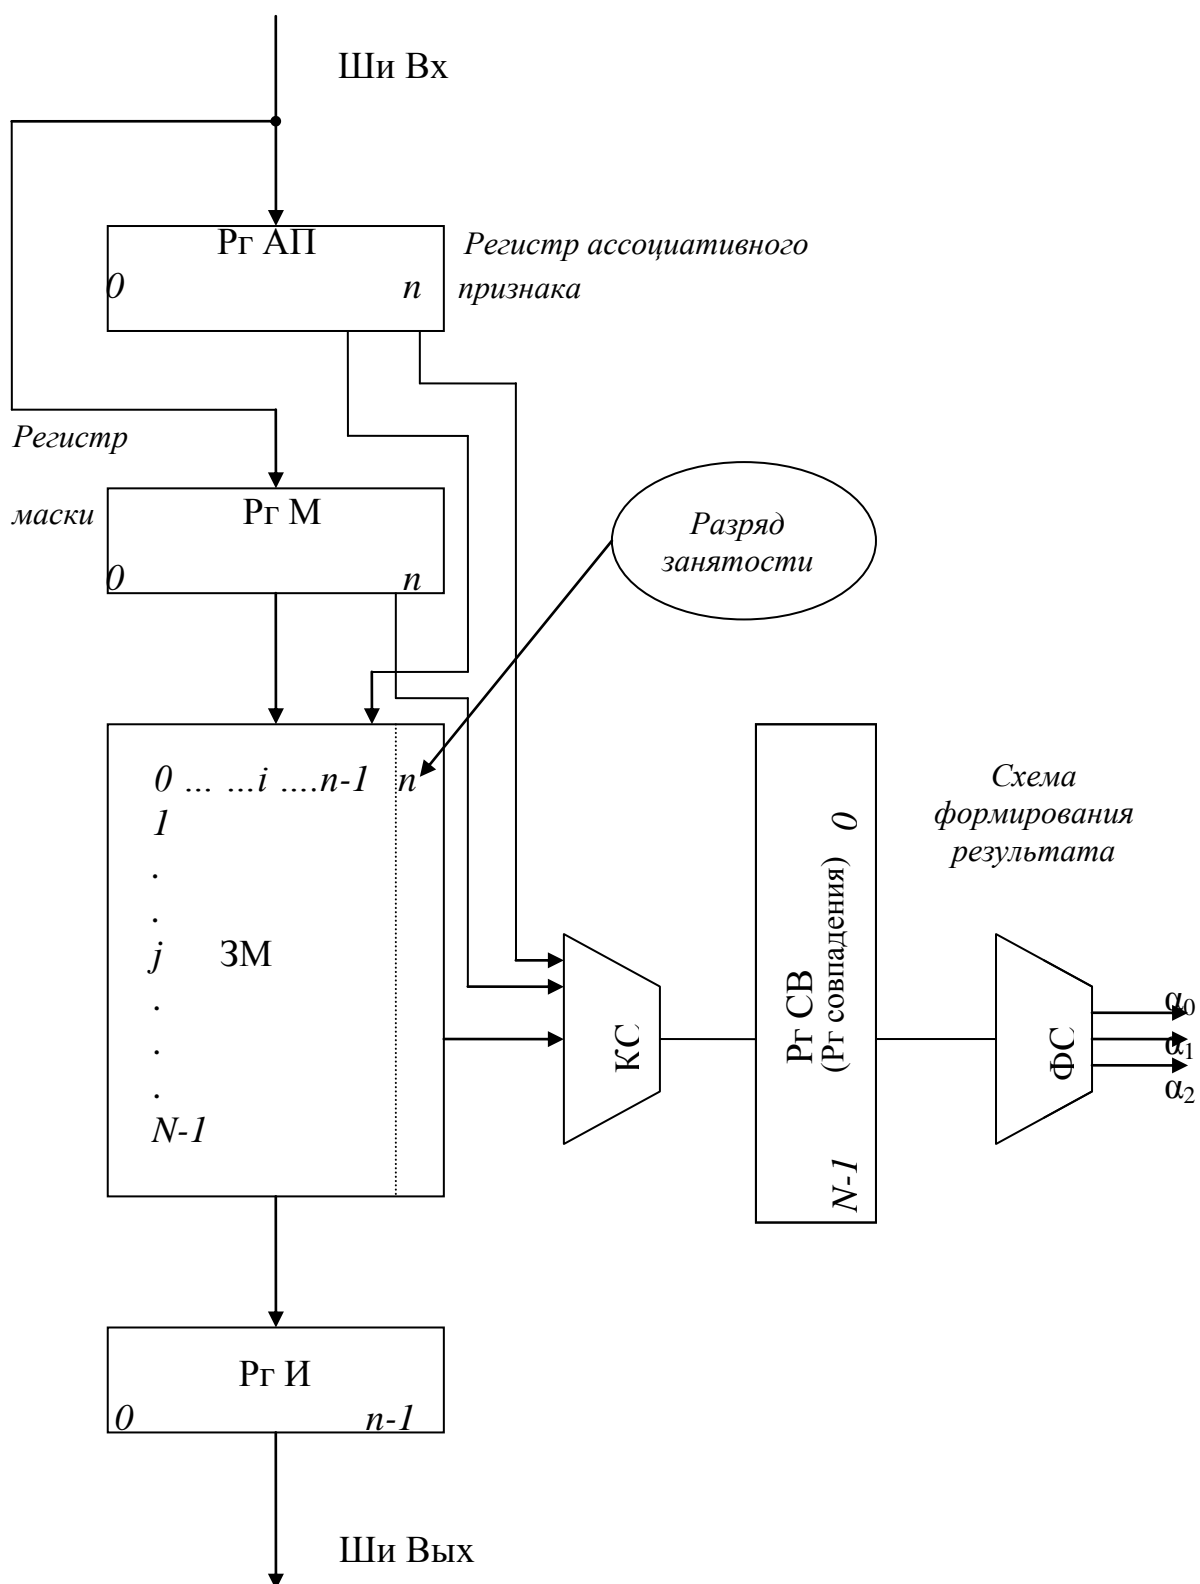 Ши Вх
Рг АП
0 n
Регистр ассоциативного
признака
Регистр
маски
Рг М
0 n
Разряд
занятости
0 ... ...i ....n-1 n
1
.
.
j ЗМ
.
.
.
N-1
КС
Рг СВ
(Рг совпадения)
0
N-1
Схема
формирования
результата
ФС
α0
α1
α2
Рг И
0 n-1
Ши Вых